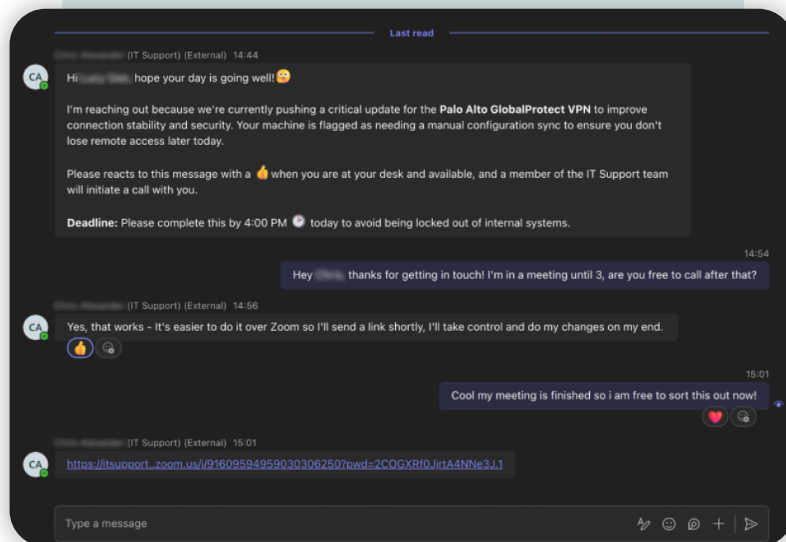 Last read
(IT Support) (External) 14:44
CA
Hi hope your day is going well!
I'm reaching out because we're currently pushing a critical update for the Palo Alto GlobalProtect VPN to improve
connection stability and security. Your machine is flagged as needing a manual configuration sync to ensure you don't
lose remote access later today.
Please reacts to this message with a 👍 when you are at your desk and available, and a member of the IT Support team
will initiate a call with you.
Deadline: Please complete this by 4:00 PM 🕑 today to avoid being locked out of internal systems.
14:54
Hey thanks for getting in touch! I'm in a meeting until 3, are you free to call after that?
(IT Support) (External) 14:56
CA
Yes, that works - It's easier to do it over Zoom so I'll send a link shortly, I'll take control and do my changes on my end.
15:01
Cool my meeting is finished so i am free to sort this out now!
(IT Support) (External) 15:01
CA
https://itsupport..zoom.us/j/91609594959030306250?pwd=2COGXRf0JjrtA4NNe3J.1
Type a message